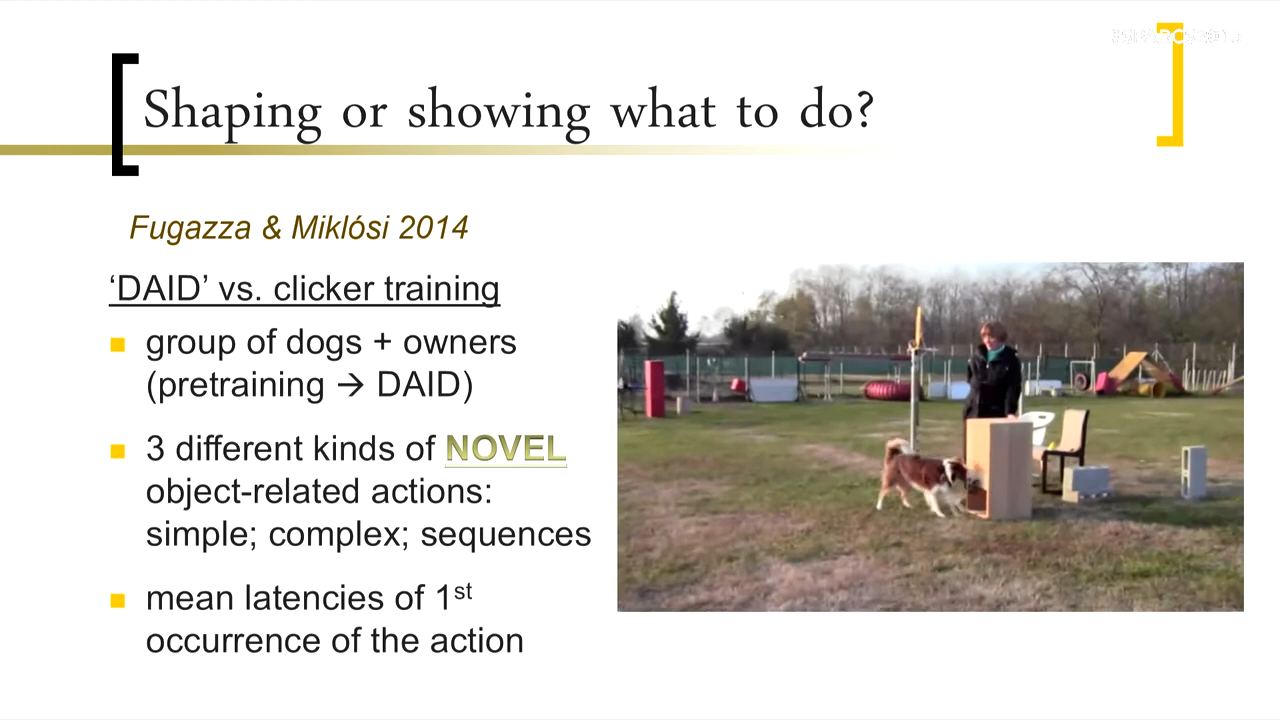 Shaping or showing what to do?
Fugazza & Miklósi 2014
‘DAID’ vs. clicker training
group of dogs + owners
(pretraining → DAID)
3 different kinds of NOVEL
object-related actions:
simple; complex; sequences
mean latencies of 1st
occurrence of the action